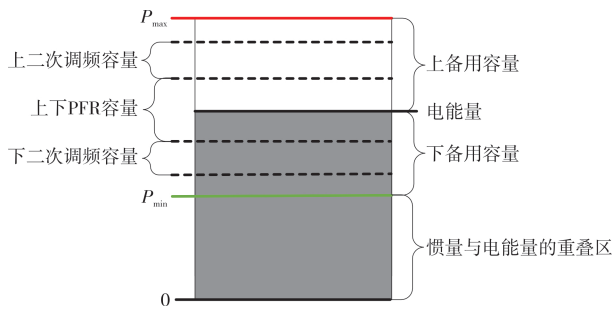 Pmax
上二次调频容量
上备用容量
上下PFR容量
电能量
下二次调频容量
下备用容量
Pmin
惯量与电能量的重叠区
0